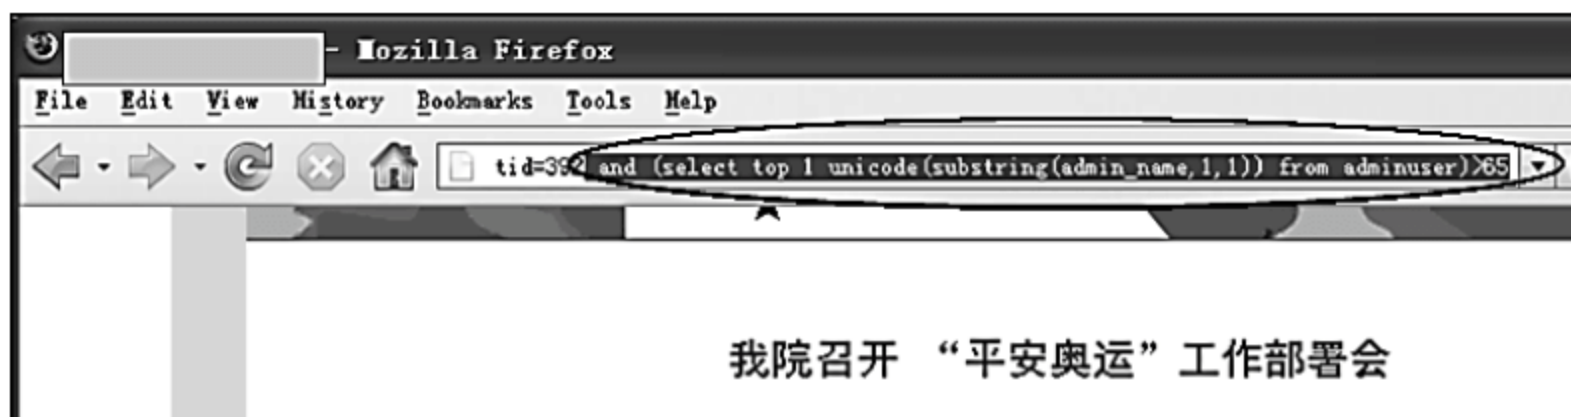 - Mozilla Firefox
File Edit View History Bookmarks Tools Help
tid=392 and (select top 1 unicode(substring(admin_name,1,1)) from adminuser)>65
我院召开 “平安奥运”工作部署会